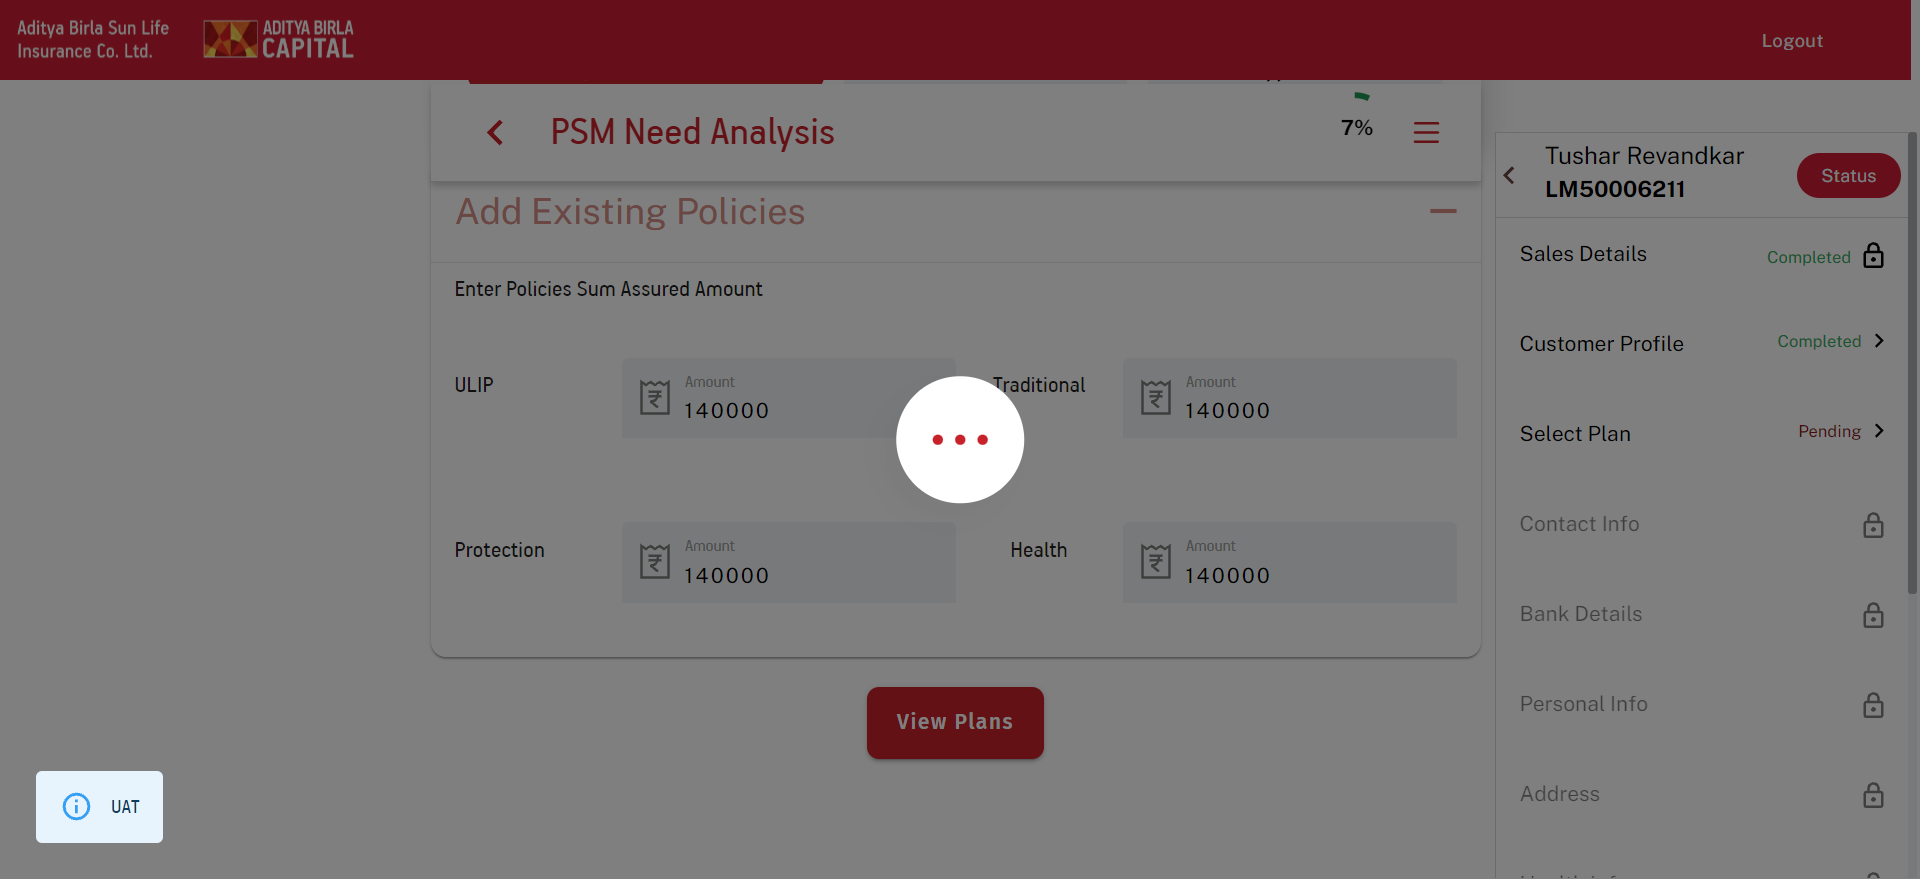 Aditya Birla Sun Life
Insurance Co. Ltd.
ADITYA BIRLA
CAPITAL
Logout
PSM Need Analysis
7%
Add Existing Policies
Enter Policies Sum Assured Amount
ULIP
Amount
140000
Traditional
Amount
140000
Protection
Amount
140000
Health
Amount
140000
View Plans
UAT
Tushar Revandkar
LM50006211
Status
Sales Details
Completed
Customer Profile
Completed
Select Plan
Pending
Contact Info
Bank Details
Personal Info
Address